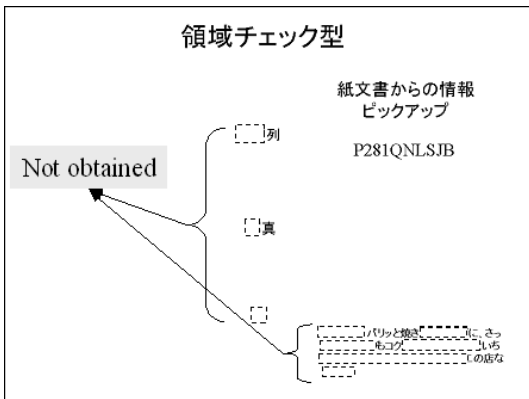 領域チェック型
紙文書からの情報
ピックアップ
P281QNLSJB
列
Not obtained
真
パリッと焼き に、さっ
もコク いち
この店な